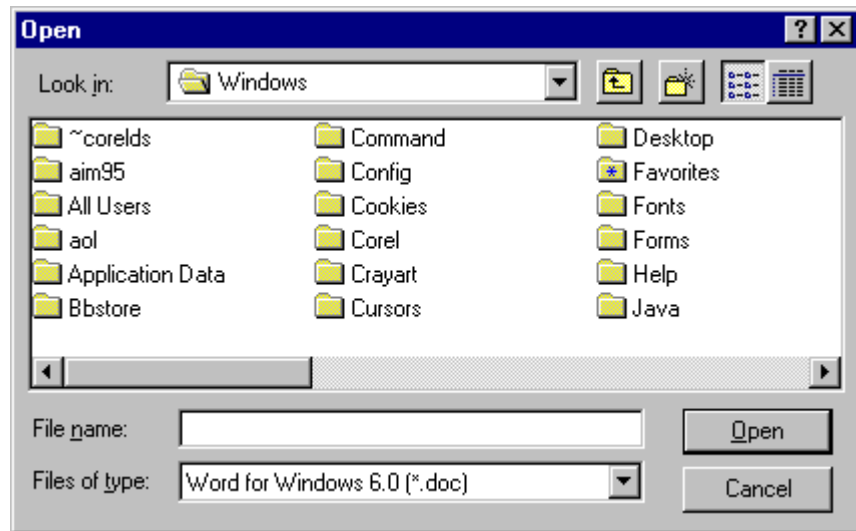 Open
Look in: Windows
~corelds Command Desktop
aim95 Config Favorites
All Users Cookies Fonts
aol Corel Forms
Application Data Crayart Help
Bbstore Cursors Java
File name: Open
Files of type: Word for Windows 6.0 (*.doc) Cancel